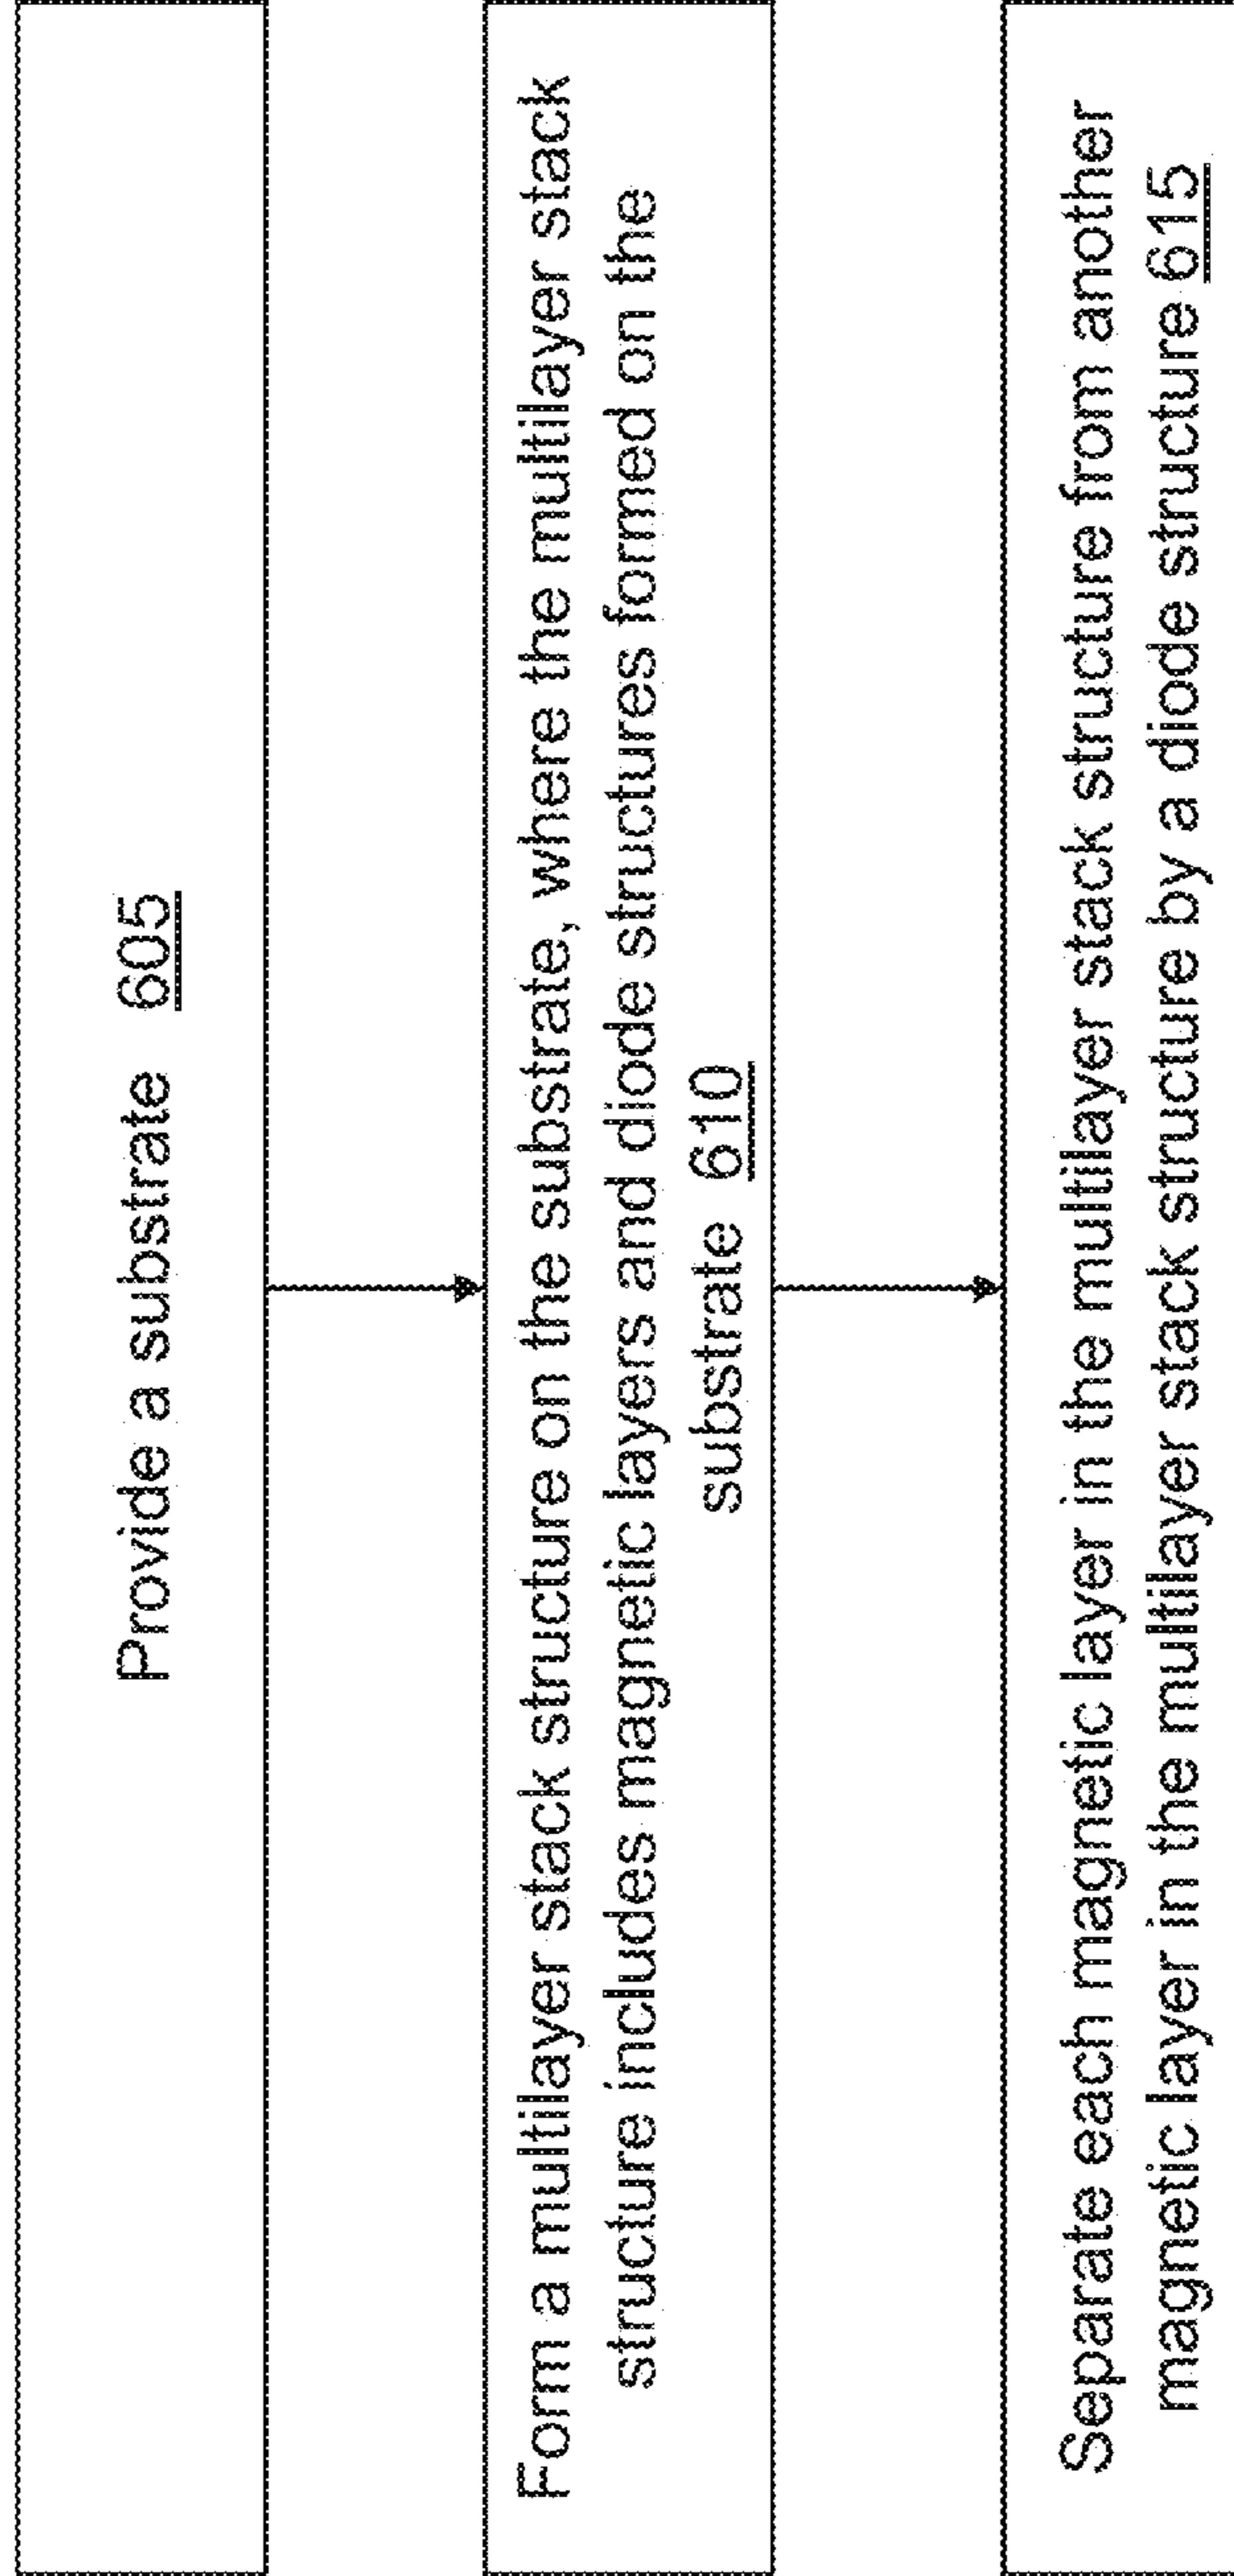 Provide a substrate 605
Form a multilayer stack structure on the substrate, where the multilayer stack
structure includes magnetic layers and diode structures formed on the
substrate 610
Separate each magnetic layer in the multilayer stack structure from another
magnetic layer in the multilayer stack structure by a diode structure 615